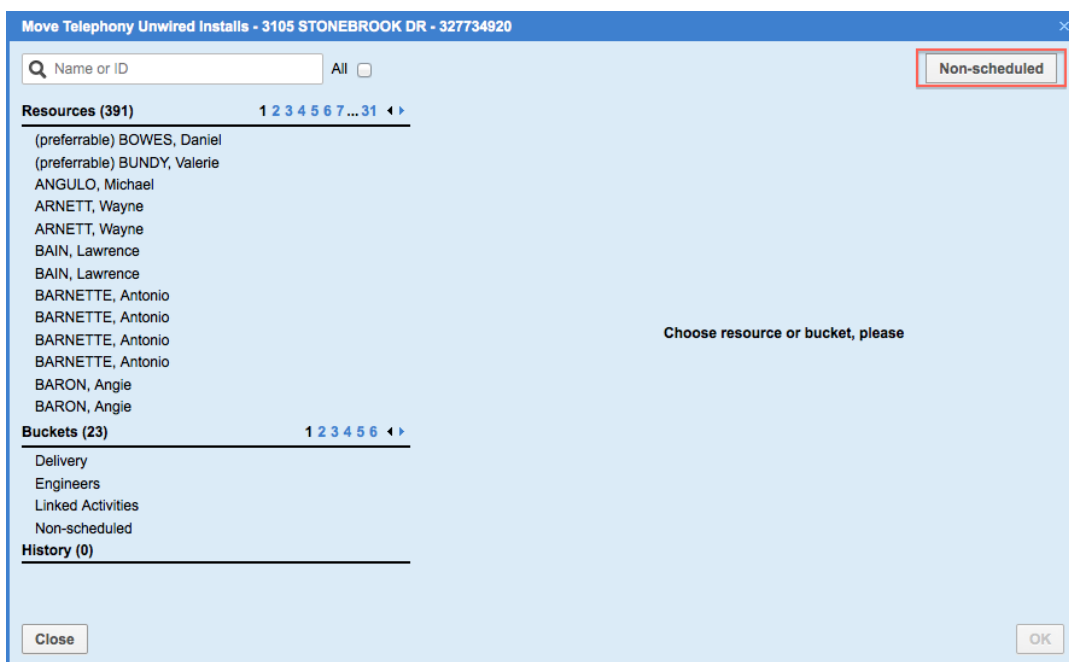 Move Telephony Unwired Installs - 3105 STONEBROOK DR - 327734920 ×
Name or ID All Non-scheduled
Resources (391) 1 2 3 4 5 6 7 ... 31
(preferrable) BOWES, Daniel
(preferrable) BUNDY, Valerie
ANGULO, Michael
ARNETT, Wayne
ARNETT, Wayne
BAIN, Lawrence
BAIN, Lawrence
BARNETTE, Antonio
BARNETTE, Antonio
BARNETTE, Antonio
BARNETTE, Antonio
BARON, Angie
BARON, Angie
Choose resource or bucket, please
Buckets (23) 1 2 3 4 5 6
Delivery
Engineers
Linked Activities
Non-scheduled
History (0)
Close OK